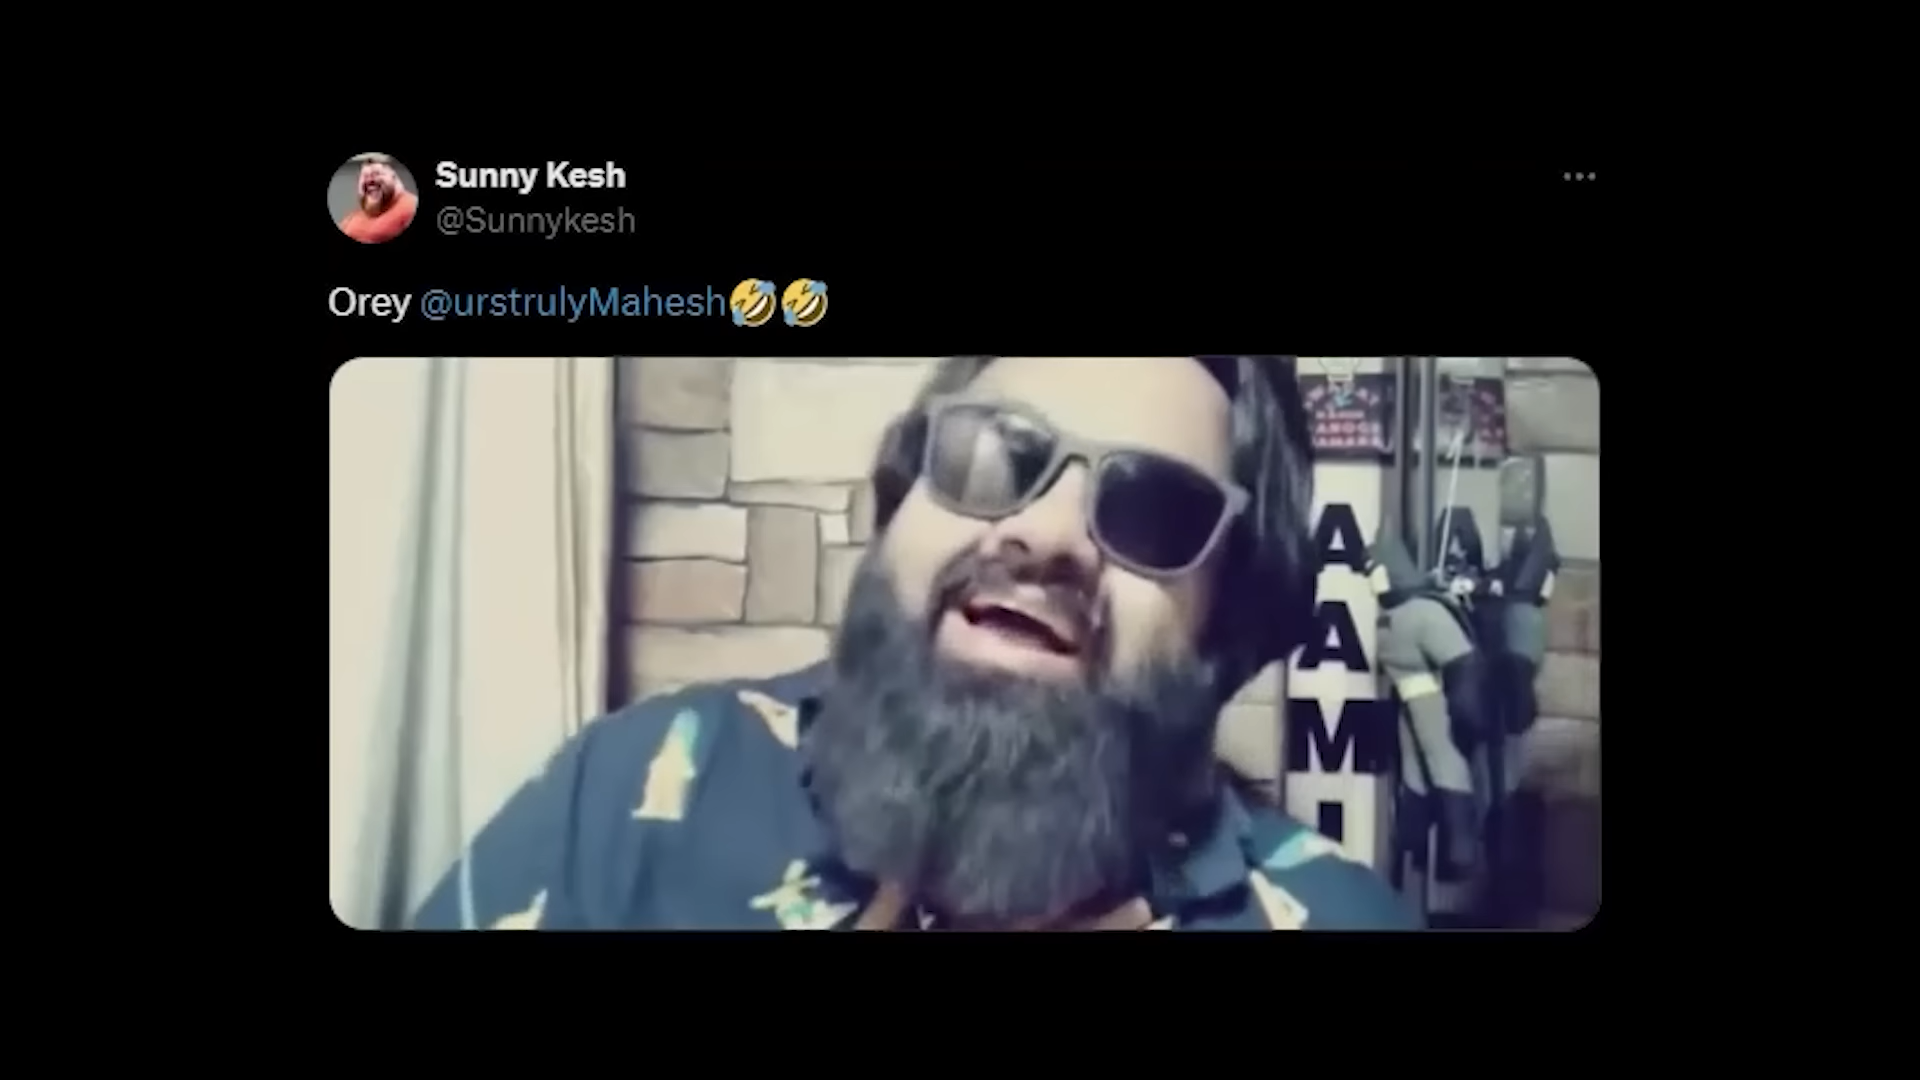 Sunny Kesh
@Sunnykesh
Orey @urstrulyMahesh🤣🤣
A
A
M